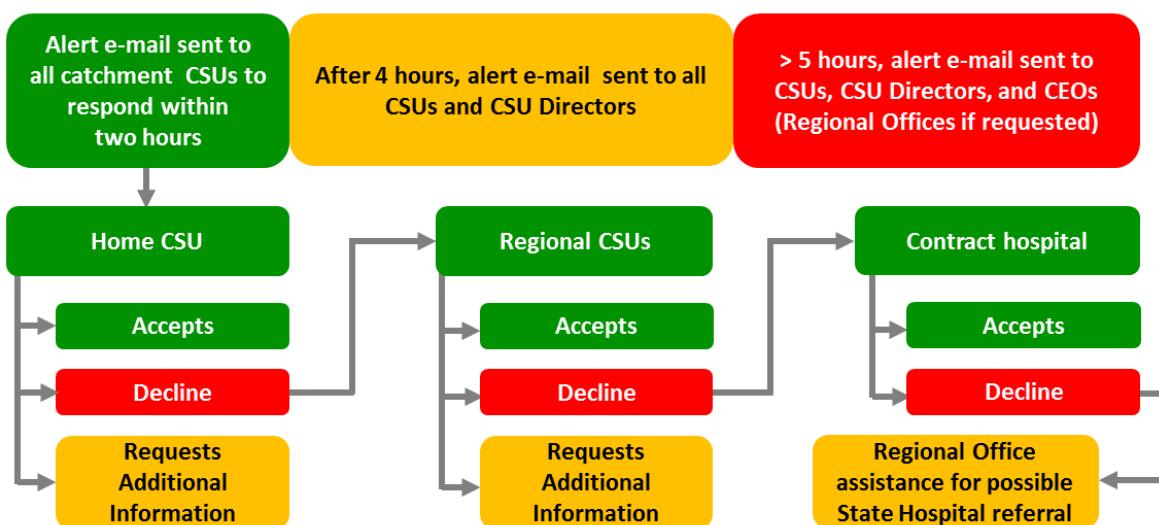 Alert e-mail sent to
all catchment CSUs to
respond within
two hours
After 4 hours, alert e-mail sent to all
CSUs and CSU Directors
> 5 hours, alert e-mail sent to
CSUs, CSU Directors, and CEOs
(Regional Offices if requested)
Home CSU
Accepts
Decline
Requests
Additional
Information
Regional CSUs
Accepts
Decline
Requests
Additional
Information
Contract hospital
Accepts
Decline
Regional Office
assistance for possible
State Hospital referral